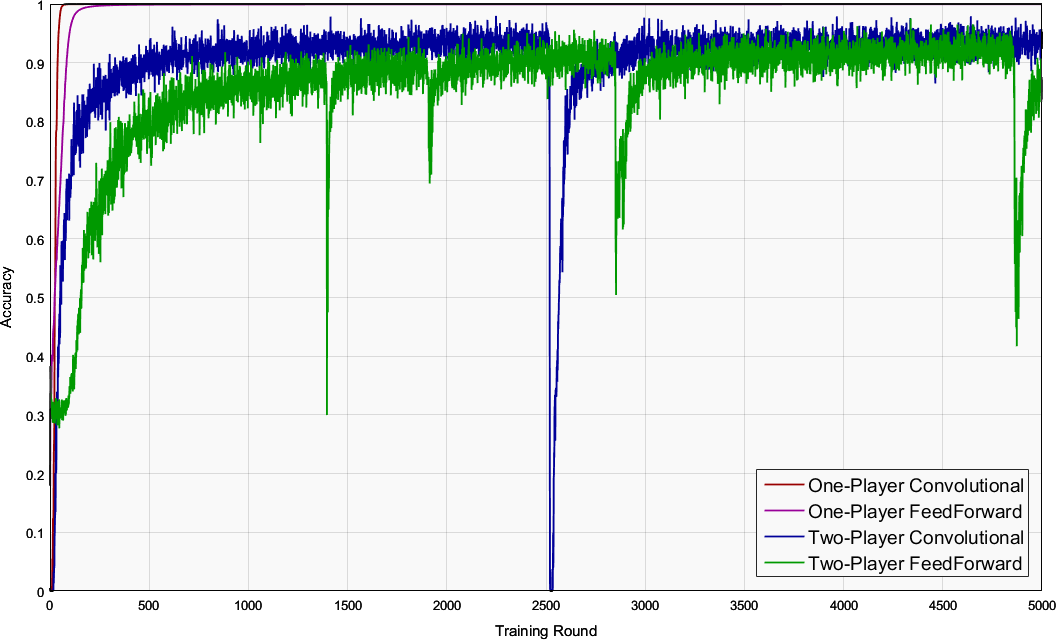 1
0.9
0.8
0.7
0.6
0.5
0.4
0.3
0.2
0.1
0
Accuracy
0 500 1000 1500 2000 2500 3000 3500 4000 4500 5000
Training Round
One-Player Convolutional
One-Player FeedForward
Two-Player Convolutional
Two-Player FeedForward